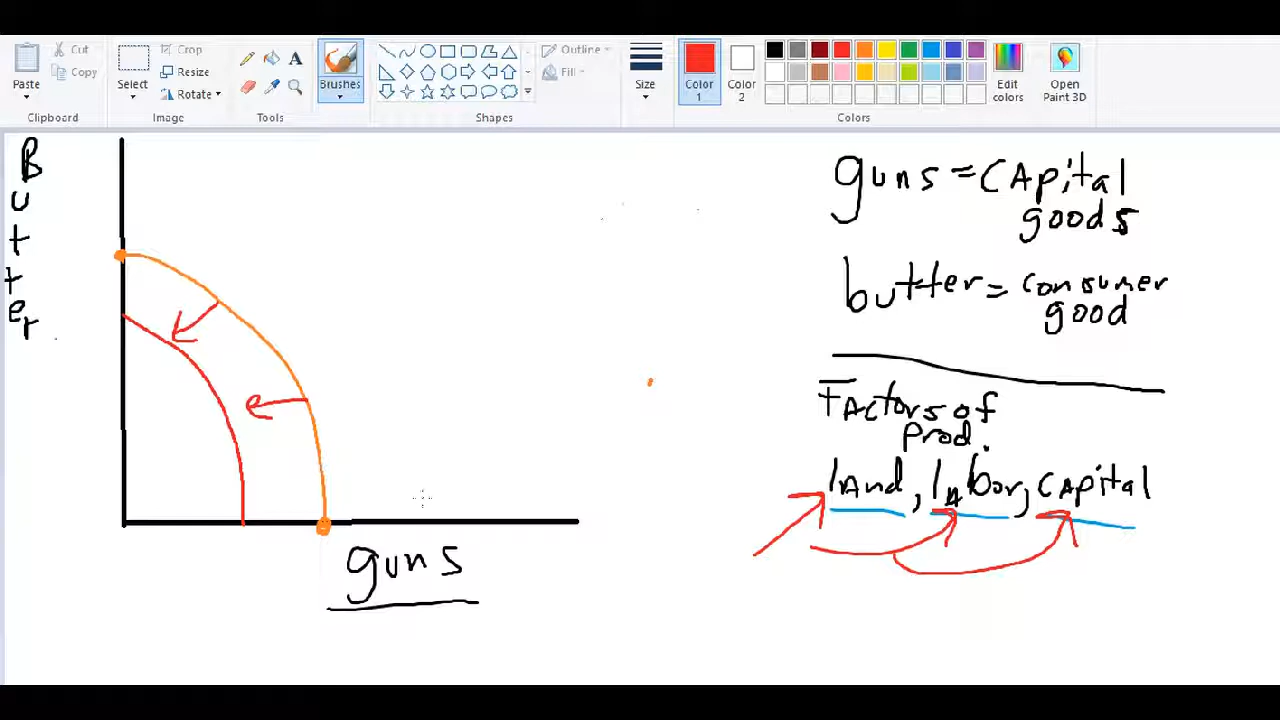 Paste
Cut
Copy
Clipboard
Select
Crop
Resize
Rotate
Image
Tools
Brushes
Shapes
Outline
Fill
Size
Color 1
Color 2
Colors
Edit colors
Open Paint 3D
Butter
guns
guns = CApital
goods
butter = consumer
good
FActors of
Prod.
lAnd, lAbor, CApital